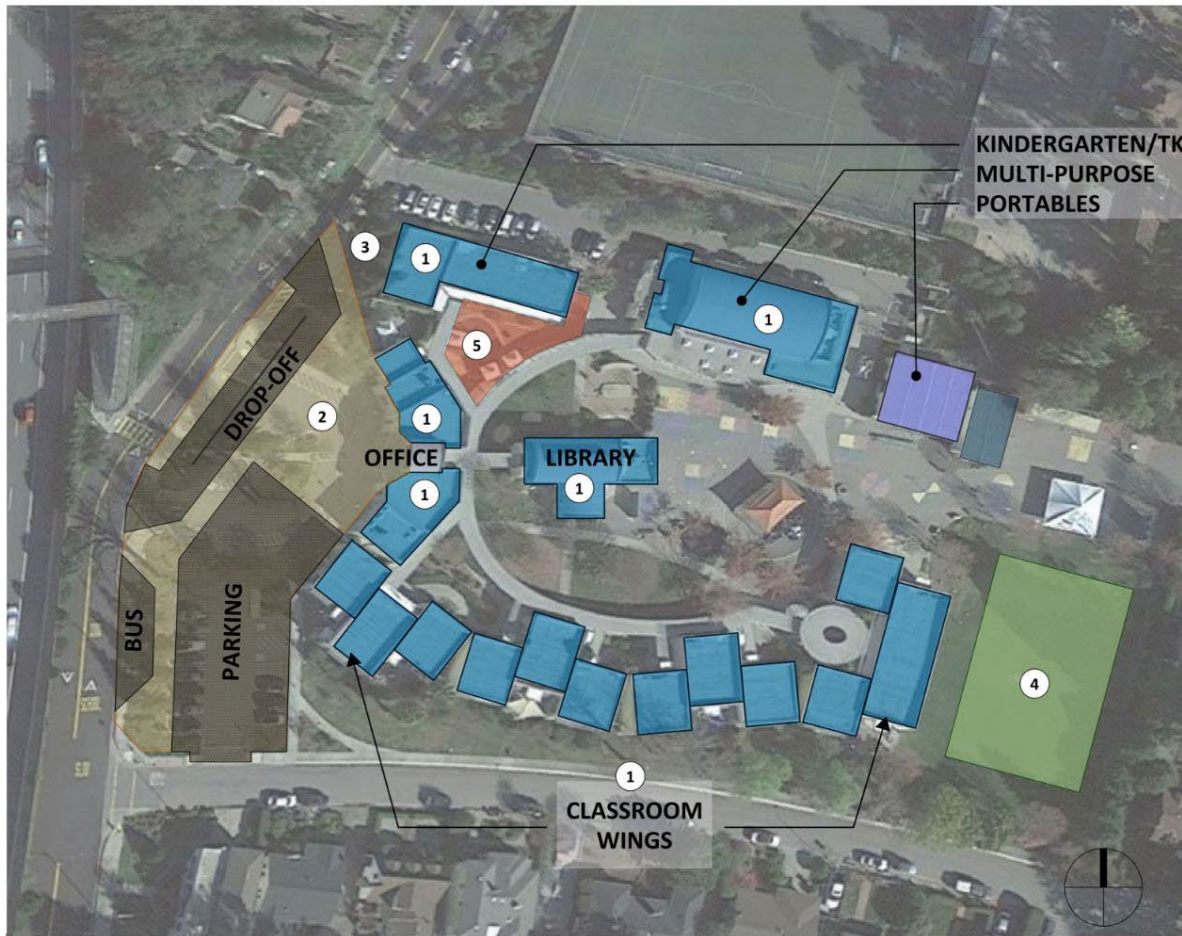 KINDERGARTEN/TK
MULTI-PURPOSE
PORTABLES
3
1
1
5
DROP-OFF
2
1
OFFICE
LIBRARY
1
1
BUS
PARKING
4
1
CLASSROOM
WINGS